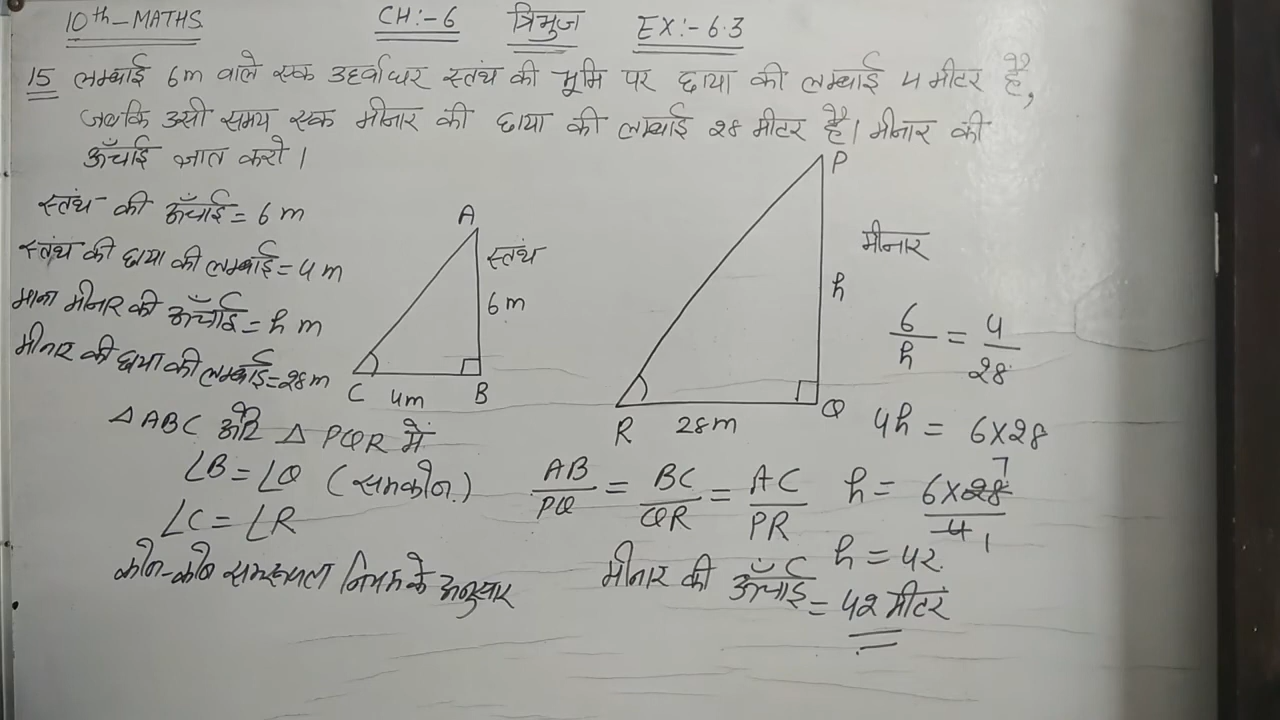 10th-MATHS CH:-6 त्रिभुज EX:-6.3
15 लम्बाई 6m वाले एक उर्ध्वाधर स्तंभ की भूमि पर छाया की लम्बाई 4 मीटर है,
जबकि उसी समय एक मीनार की छाया की लम्बाई 28 मीटर है। मीनार की
ऊँचाई ज्ञात करो।
स्तंभ की ऊँचाई = 6 m
स्तंभ की छाया की लम्बाई = 4 m
माना मीनार की ऊँचाई = h m
मीनार की छाया की लम्बाई = 28 m
△ ABC और △ PQR में
∠B = ∠Q (समकोण)
∠C = ∠R
कोण-कोण समरूपता नियम के अनुसार
A
स्तंभ
6m
C 4m B
P
मीनार
h
R 28m Q
AB/PQ = BC/QR = AC/PR
6/h = 4/28
4h = 6×28
h = 6×28/4
7
1
h = 42
मीनार की ऊँचाई = 42 मीटर